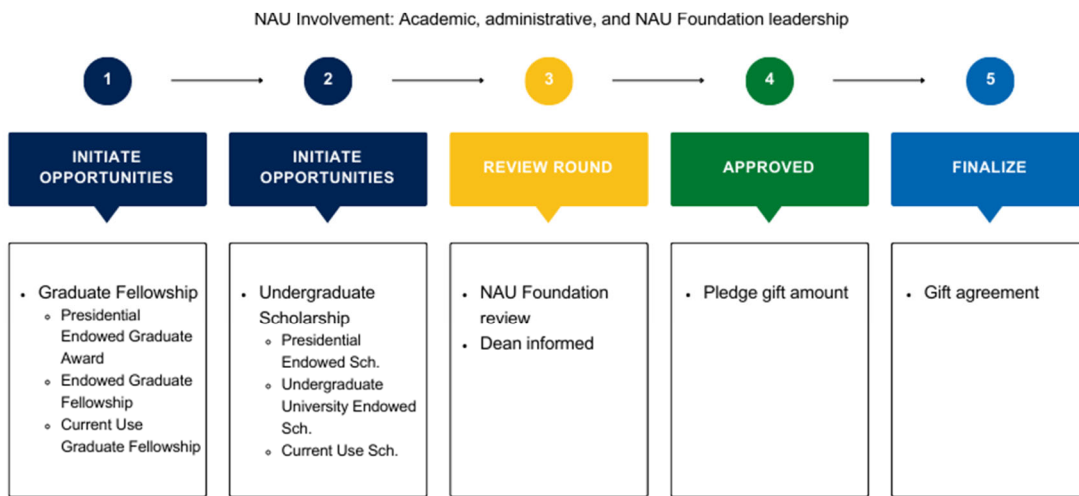 NAU Involvement: Academic, administrative, and NAU Foundation leadership
1
2
3
4
5
INITIATE
OPPORTUNITIES
INITIATE
OPPORTUNITIES
REVIEW ROUND
APPROVED
FINALIZE
• Graduate Fellowship
◦ Presidential
Endowed Graduate
Award
◦ Endowed Graduate
Fellowship
◦ Current Use
Graduate Fellowship
• Undergraduate
Scholarship
◦ Presidential
Endowed Sch.
◦ Undergraduate
University Endowed
Sch.
◦ Current Use Sch.
• NAU Foundation
review
• Dean informed
• Pledge gift amount
• Gift agreement